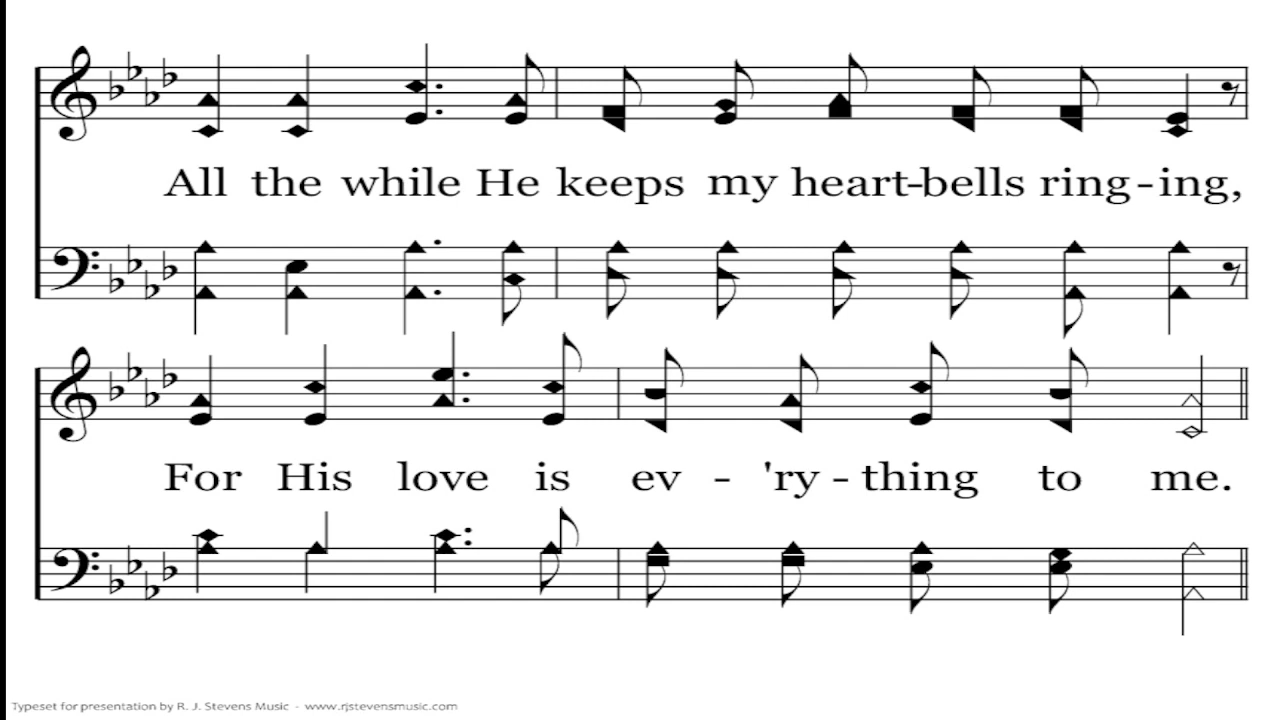 All the while He keeps my heart-bells ring-ing,
For His love is ev - 'ry - thing to me.
Typeset for presentation by R. J. Stevens Music - www.rjstevensmusic.com